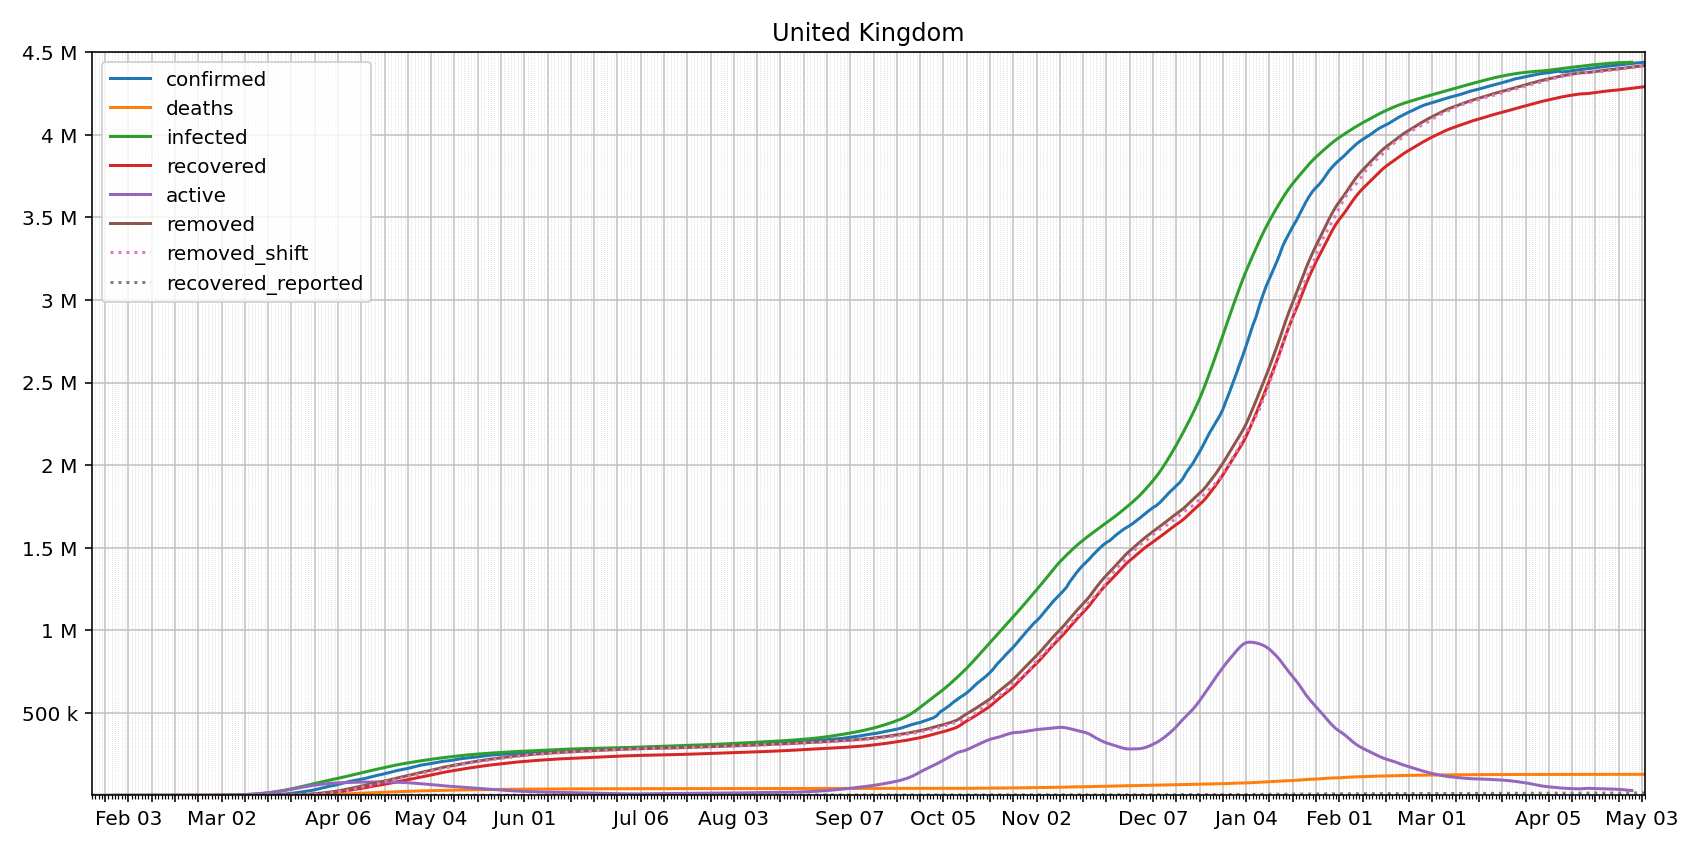 United Kingdom
4.5 M
4 M
3.5 M
3 M
2.5 M
2 M
1.5 M
1 M
500 k
confirmed
deaths
infected
recovered
active
removed
removed_shift
recovered_reported
Feb 03 Mar 02 Apr 06 May 04 Jun 01 Jul 06 Aug 03 Sep 07 Oct 05 Nov 02 Dec 07 Jan 04 Feb 01 Mar 01 Apr 05 May 03